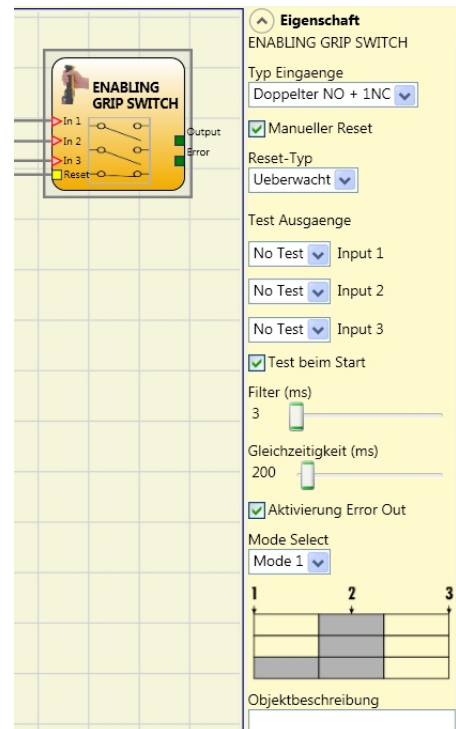 ENABLING
GRIP SWITCH
In 1
In 2
In 3
Reset
Output
Error
Eigenschaft
ENABLING GRIP SWITCH
Typ Eingaenge
Doppelter NO + 1NC
Manueller Reset
Reset-Typ
Ueberwacht
Test Ausgaenge
No Test Input 1
No Test Input 2
No Test Input 3
Test beim Start
Filter (ms)
3
Gleichzeitigkeit (ms)
200
Aktivierung Error Out
Mode Select
Mode 1
1 2 3
Objektbeschreibung